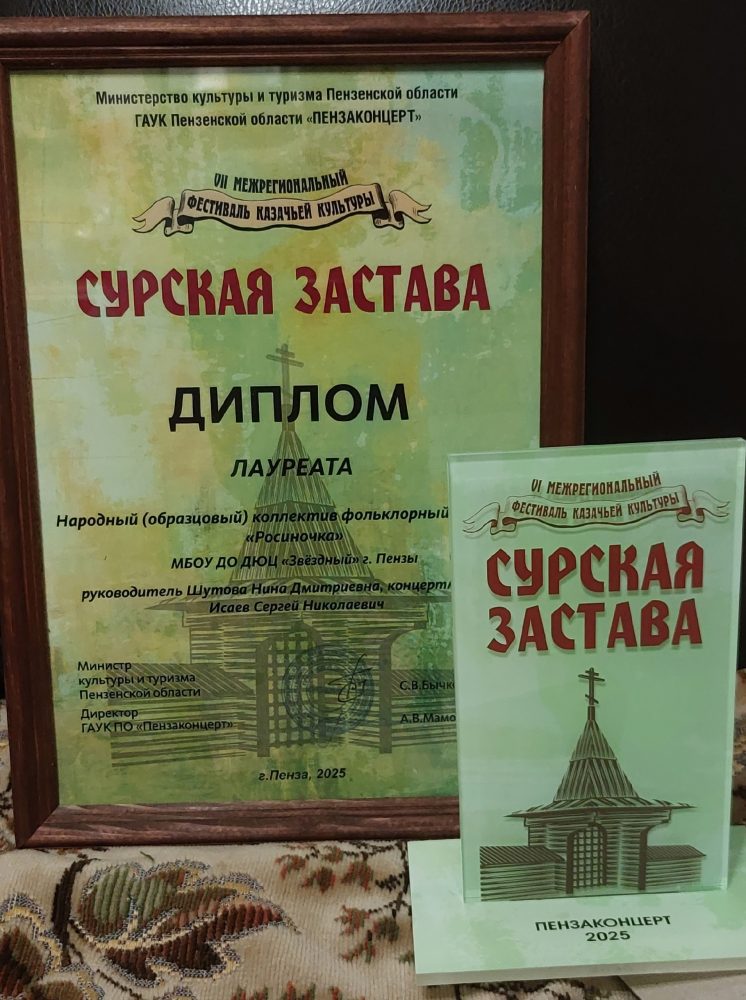 Министерство культуры и туризма Пензенской области
ГАУК Пензенской области «ПЕНЗАКОНЦЕРТ»
VII МЕЖРЕГИОНАЛЬНЫЙ
ФЕСТИВАЛЬ КАЗАЧЬЕЙ КУЛЬТУРЫ
СУРСКАЯ ЗАСТАВА
ДИПЛОМ
ЛАУРЕАТА
Народный (образцовый) коллектив фольклорный
«Росиночка»
МБОУ ДО ДЮЦ «Звёздный» г. Пензы
руководитель Шутова Нина Дмитриевна,
Исаев Сергей Николаевич
Министр
культуры и туризма
Пензенской области
С.В.Бычк
Директор
ГАУК ПО «Пензаконцерт»
А.В.Мамо
г.Пенза, 2025
VI МЕЖРЕГИОНАЛЬНЫЙ
ФЕСТИВАЛЬ КАЗАЧЬЕЙ КУЛЬТУРЫ
СУРСКАЯ
ЗАСТАВА
ПЕНЗАКОНЦЕРТ
2025